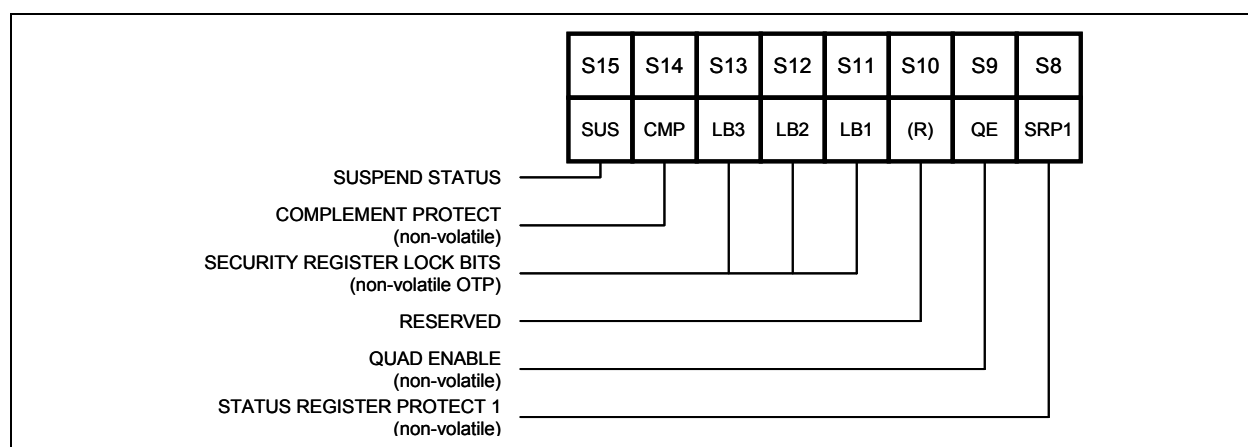 S15 S14 S13 S12 S11 S10 S9 S8
SUS CMP LB3 LB2 LB1 (R) QE SRP1
SUSPEND STATUS
COMPLEMENT PROTECT
(non-volatile)
SECURITY REGISTER LOCK BITS
(non-volatile OTP)
RESERVED
QUAD ENABLE
(non-volatile)
STATUS REGISTER PROTECT 1
(non-volatile)